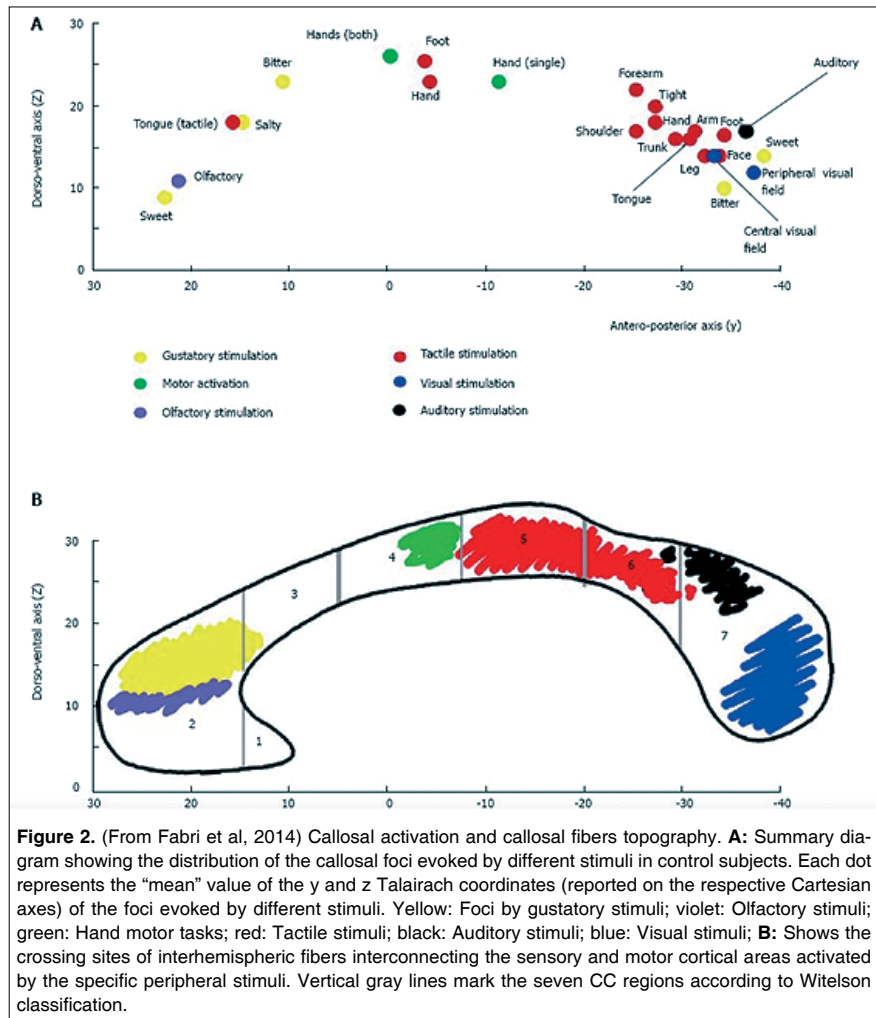 A
Dorso-ventral axis (Z)
30
20
10
0
Hands (both)
Foot
Bitter
Hand (single)
Auditory
Hand
Forearm
Tight
Tongue (tactile)
Salty
Shoulder
Hand
Arm
Foot
Trunk
Sweet
Olfactory
Leg
Face
Peripheral visual
field
Sweet
Tongue
Bitter
Central visual
field
30
20
10
0
-10
-20
-30
-40
Antero-posterior axis (y)
Gustatory stimulation
Tactile stimulation
Motor activation
Visual stimulation
Olfactory stimulation
Auditory stimulation
B
Dorso-ventral axis (Z)
30
20
10
0
1
2
3
4
5
6
7
30
20
10
0
-10
-20
-30
-40
Figure 2. (From Fabri et al, 2014) Callosal activation and callosal fibers topography. A: Summary dia-
gram showing the distribution of the callosal foci evoked by different stimuli in control subjects. Each dot
represents the “mean” value of the y and z Talairach coordinates (reported on the respective Cartesian
axes) of the foci evoked by different stimuli. Yellow: Foci by gustatory stimuli; violet: Olfactory stimuli;
green: Hand motor tasks; red: Tactile stimuli; black: Auditory stimuli; blue: Visual stimuli; B: Shows the
crossing sites of interhemispheric fibers interconnecting the sensory and motor cortical areas activated
by the specific peripheral stimuli. Vertical gray lines mark the seven CC regions according to Witelson
classification.